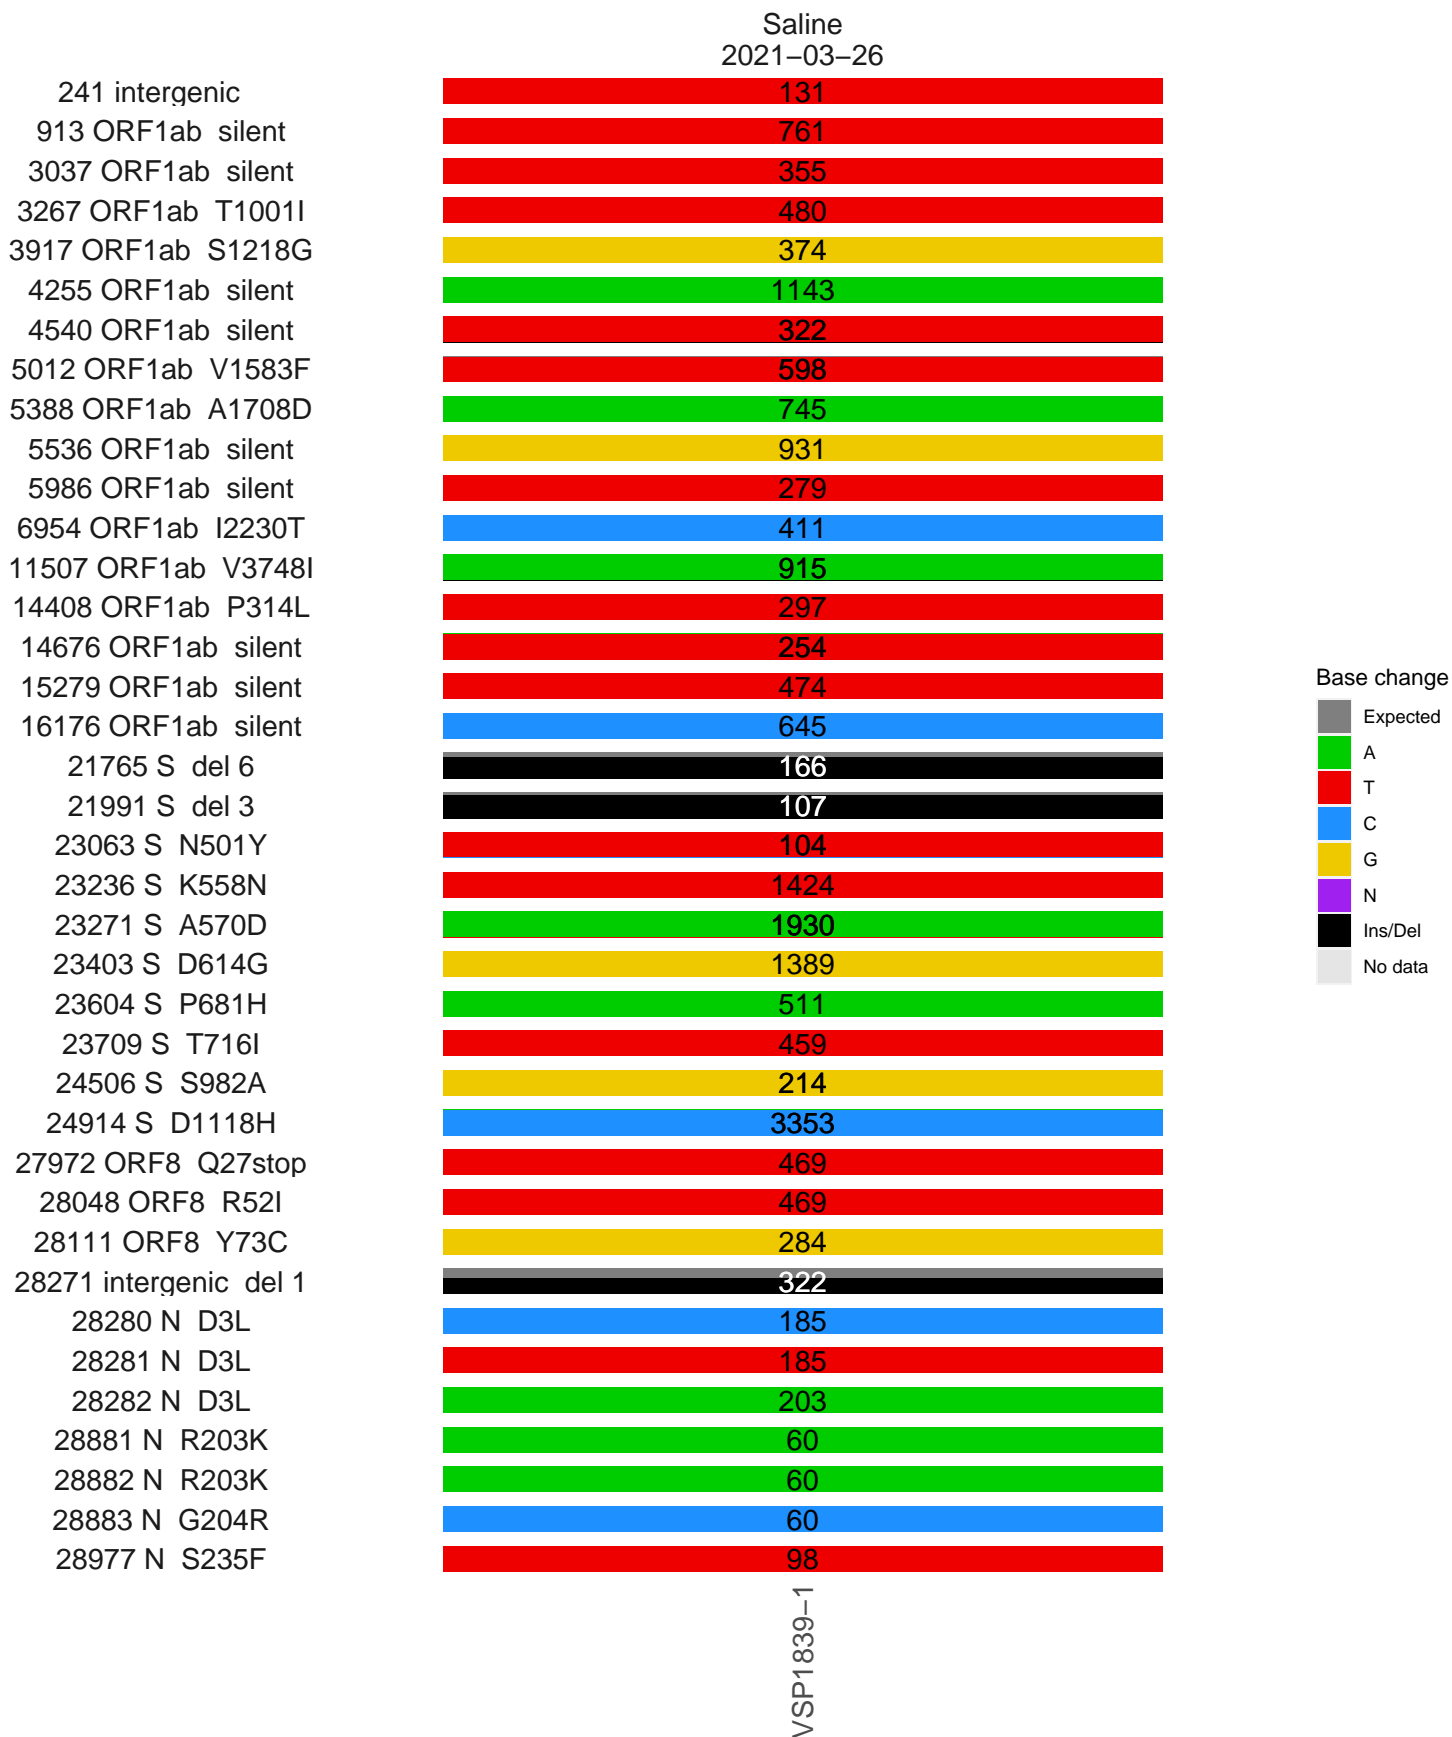 Saline
2021−03−26
241 intergenic 131
913 ORF1ab silent 761
3037 ORF1ab silent 355
3267 ORF1ab T1001I 480
3917 ORF1ab S1218G 374
4255 ORF1ab silent 1143
4540 ORF1ab silent 322
5012 ORF1ab V1583F 598
5388 ORF1ab A1708D 745
5536 ORF1ab silent 931
5986 ORF1ab silent 279
6954 ORF1ab I2230T 411
11507 ORF1ab V3748I 915
14408 ORF1ab P314L 297
14676 ORF1ab silent 254
15279 ORF1ab silent 474
16176 ORF1ab silent 645
21765 S del 6 166
21991 S del 3 107
23063 S N501Y 104
23236 S K558N 1424
23271 S A570D 1930
23403 S D614G 1389
23604 S P681H 511
23709 S T716I 459
24506 S S982A 214
24914 S D1118H 3353
27972 ORF8 Q27stop 469
28048 ORF8 R52I 469
28111 ORF8 Y73C 284
28271 intergenic del 1 322
28280 N D3L 185
28281 N D3L 185
28282 N D3L 203
28881 N R203K 60
28882 N R203K 60
28883 N G204R 60
28977 N S235F 98
VSP1839−1
Base change
Expected
A
T
C
G
N
Ins/Del
No data